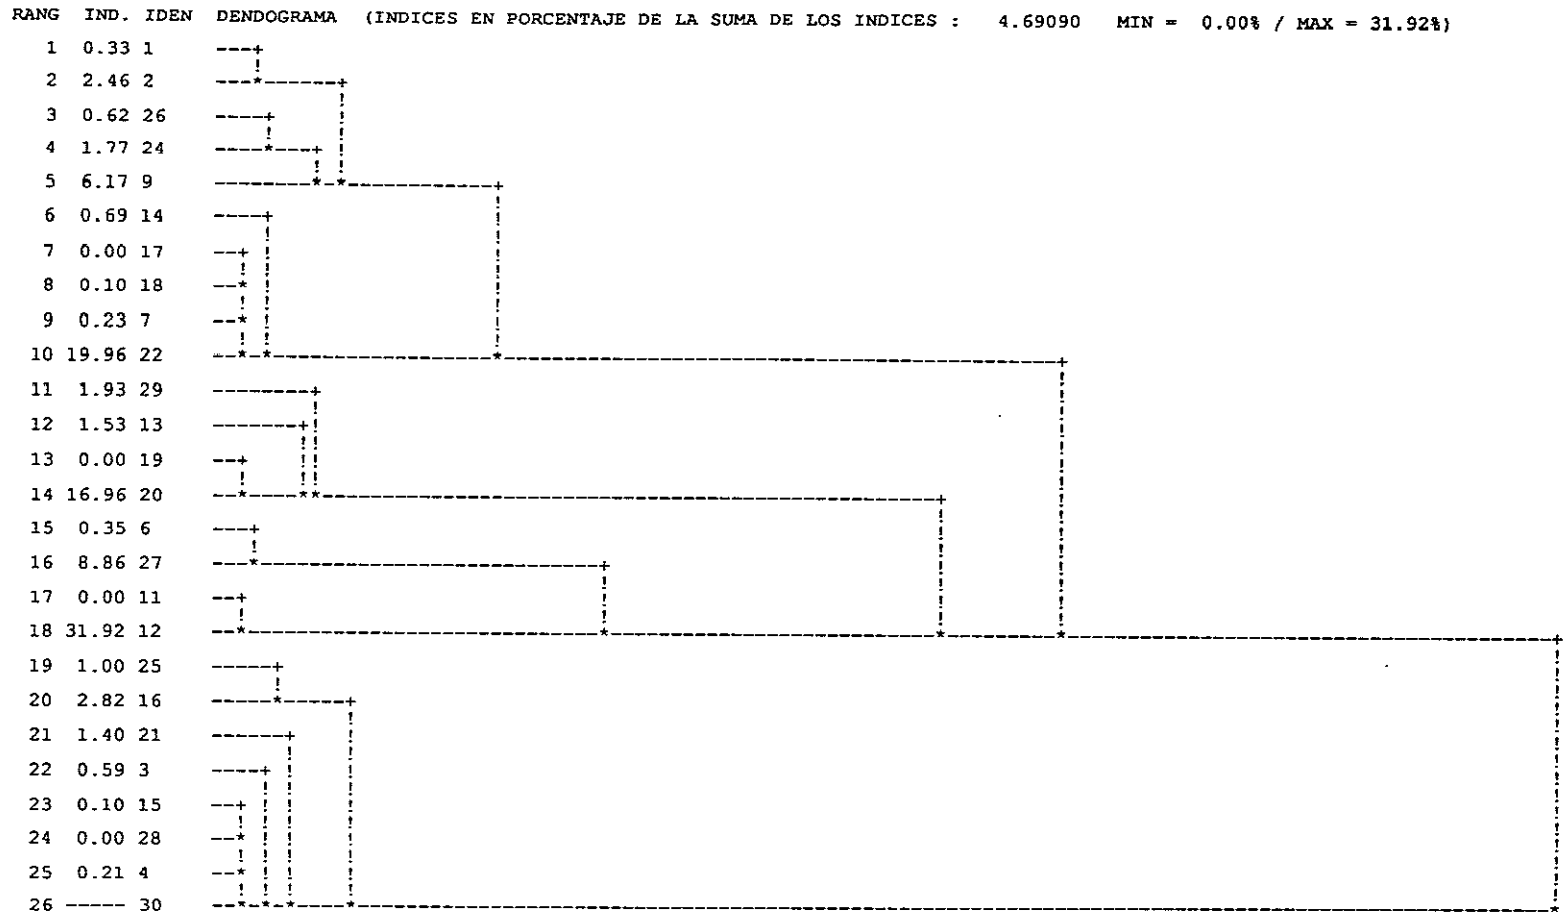 RANG IND. IDEN DENDOGRAMA (INDICES EN PORCENTAJE DE LA SUMA DE LOS INDICES : 4.69090 MIN = 0.00% / MAX = 31.92%)
1 0.33 1
2 2.46 2
3 0.62 26
4 1.77 24
5 6.17 9
6 0.69 14
7 0.00 17
8 0.10 18
9 0.23 7
10 19.96 22
11 1.93 29
12 1.53 13
13 0.00 19
14 16.96 20
15 0.35 6
16 8.86 27
17 0.00 11
18 31.92 12
19 1.00 25
20 2.82 16
21 1.40 21
22 0.59 3
23 0.10 15
24 0.00 28
25 0.21 4
26 ----- 30